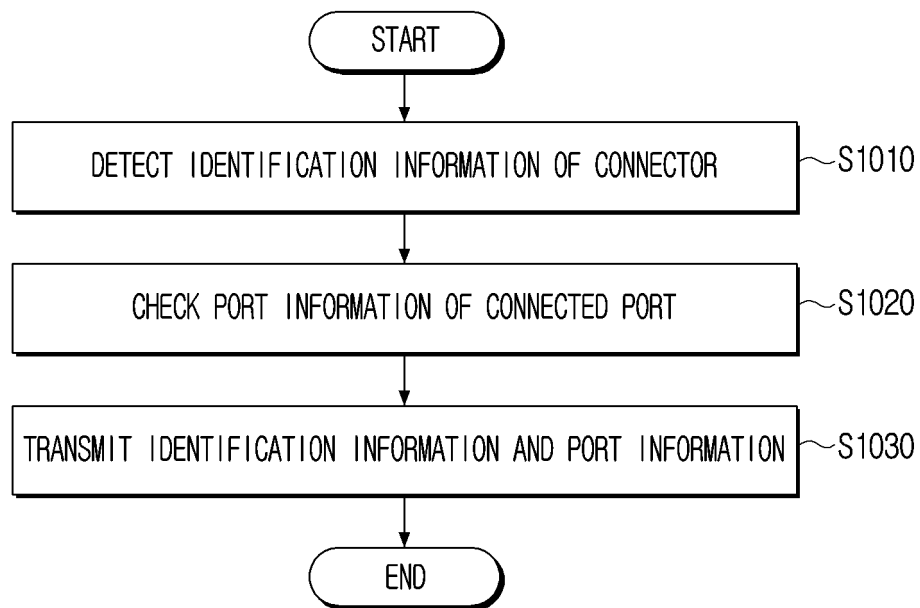 START
DETECT IDENTIFICATION INFORMATION OF CONNECTOR
S1010
CHECK PORT INFORMATION OF CONNECTED PORT
S1020
TRANSMIT IDENTIFICATION INFORMATION AND PORT INFORMATION
S1030
END